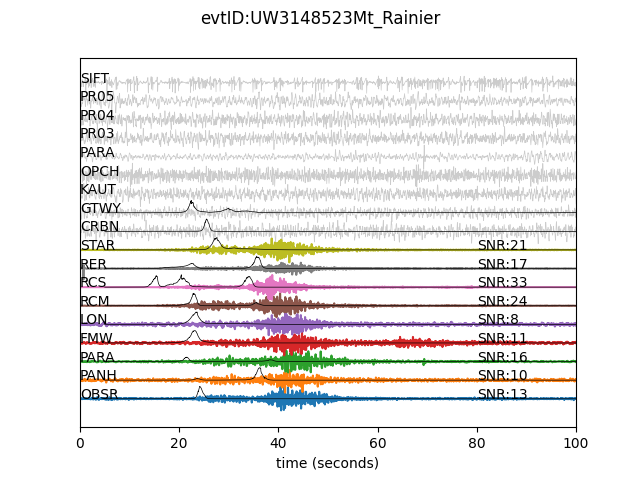 evtID:UW3148523Mt_Rainier
SIFT
PR05
PR04
PR03
PARA
OPCH
KAUT
GTWY
CRBN
STAR SNR:21
RER SNR:17
RCS SNR:33
RCM SNR:24
LON SNR:8
FMW SNR:11
PARA SNR:16
PANH SNR:10
OBSR SNR:13
0 20 40 60 80 100
time (seconds)